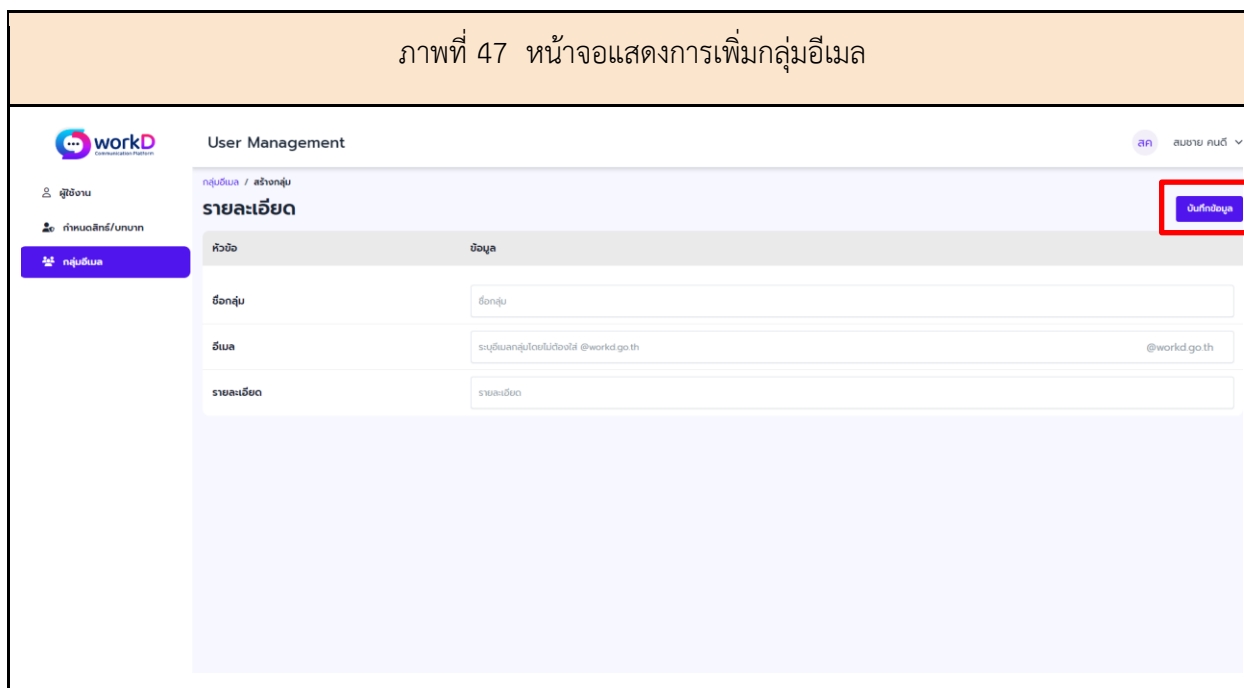 ภาพที่ 47 หน้าจอแสดงการเพิ่มกลุ่มอีเมล
workD
Communication Platform
User Management
สค สมชาย คนดี
ผู้ใช้งาน
กำหนดสิทธิ์/บทบาท
กลุ่มอีเมล
กลุ่มอีเมล / สร้างกลุ่ม
รายละเอียด
บันทึกข้อมูล
หัวข้อ ข้อมูล
ชื่อกลุ่ม ชื่อกลุ่ม
อีเมล ระบุอีเมลกลุ่มโดยไม่ต้องใส่ @workd.go.th @workd.go.th
รายละเอียด รายละเอียด